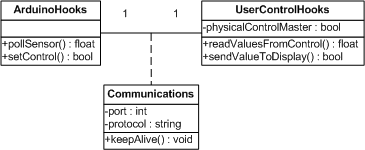 ArduinoHooks
+pollSensor() : float
+setControl() : bool
1 1
UserControlHooks
-physicalControlMaster : bool
+readValuesFromControl() : float
+sendValueToDisplay() : bool
Communications
-port : int
-protocol : string
+keepAlive() : void